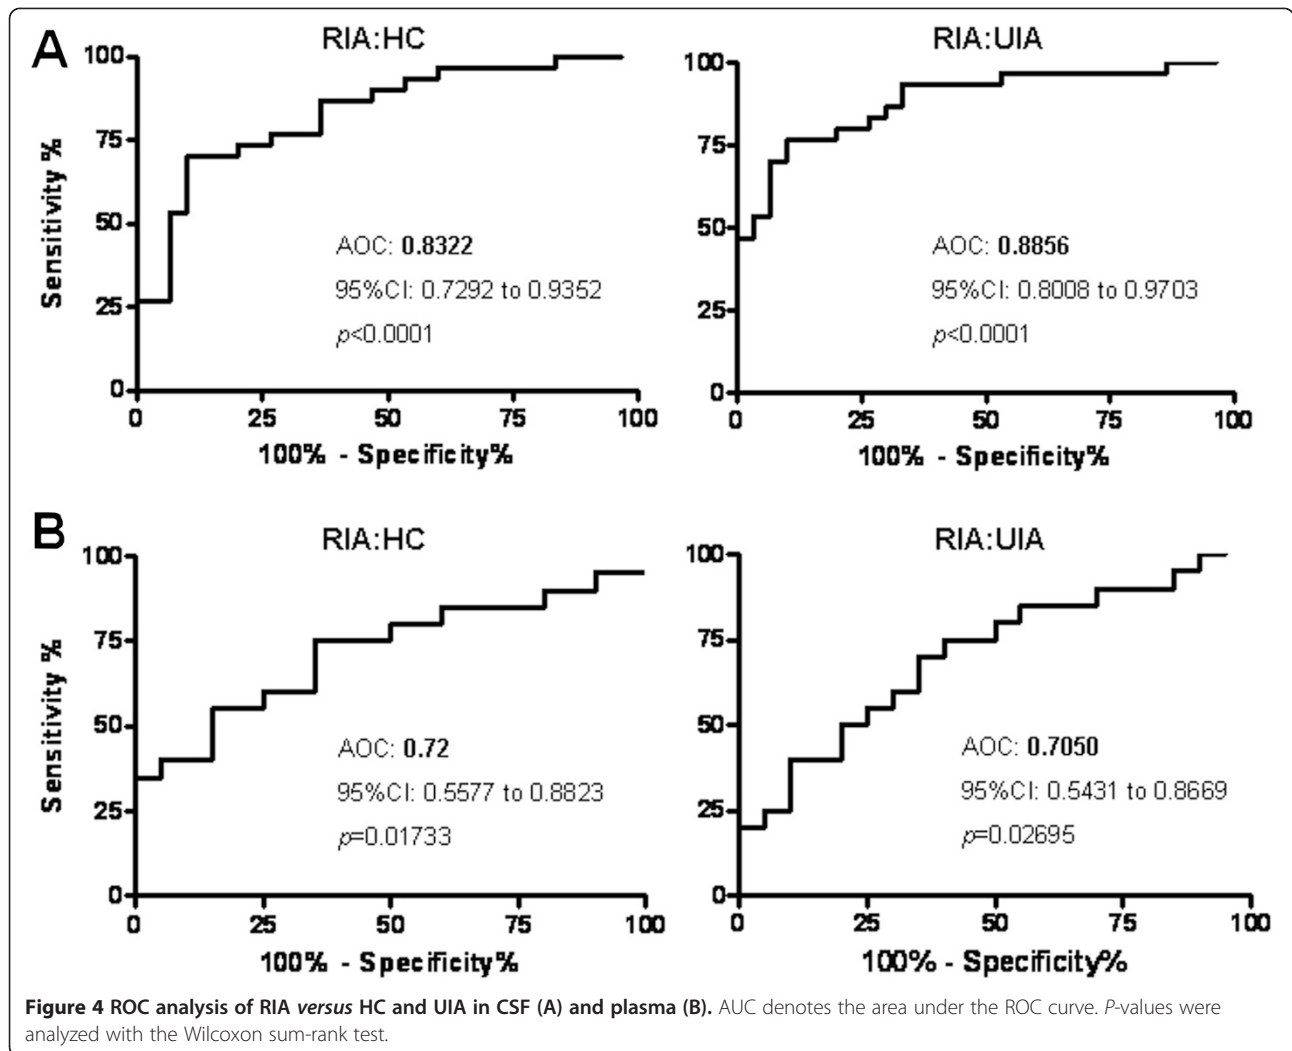 A
RIA:HC
100
75
50
25
0
Sensitivity %
AOC: 0.8322
95%CI: 0.7292 to 0.9352
p<0.0001
0 25 50 75 100
100% - Specificity%
RIA:UIA
100
75
50
25
0
AOC: 0.8856
95%CI: 0.8008 to 0.9703
p<0.0001
0 25 50 75 100
100% - Specificity%
B
RIA:HC
100
75
50
25
0
Sensitivity %
AOC: 0.72
95%CI: 0.5577 to 0.8823
p=0.01733
0 25 50 75 100
100% - Specificity%
RIA:UIA
100
75
50
25
0
AOC: 0.7050
95%CI: 0.5431 to 0.8669
p=0.02695
0 25 50 75 100
100% - Specificity%
Figure 4 ROC analysis of RIA versus HC and UIA in CSF (A) and plasma (B). AUC denotes the area under the ROC curve. P-values were
analyzed with the Wilcoxon sum-rank test.